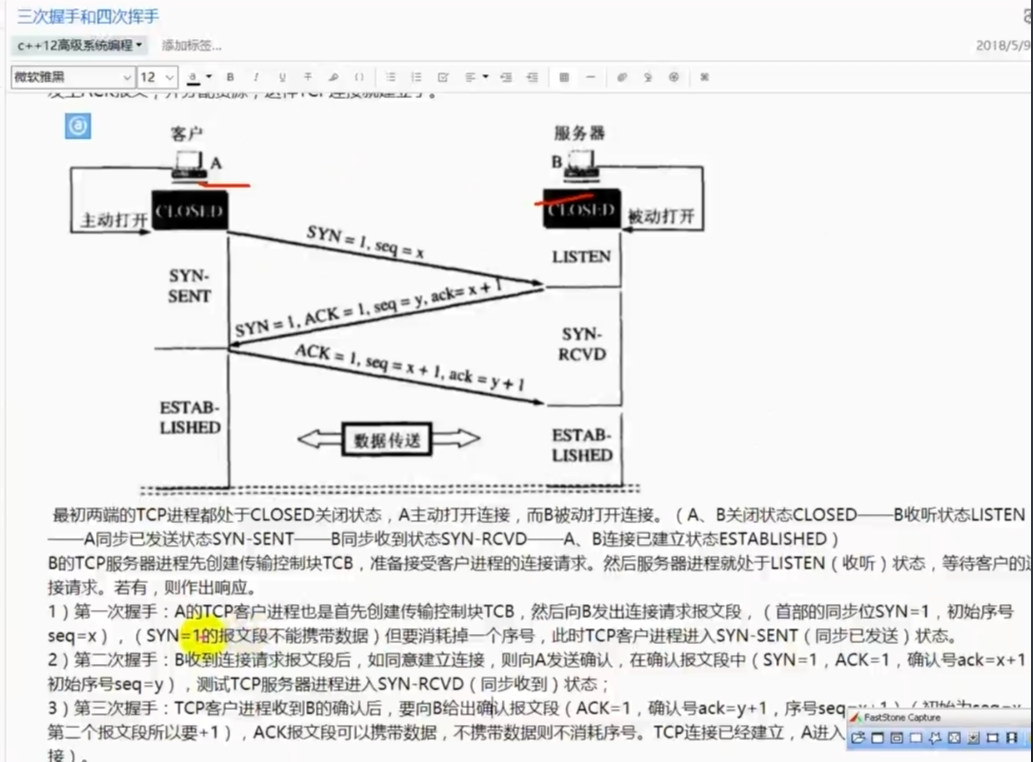 三次握手和四次挥手
c++12高级系统编程 添加标签... 2018/5/9
微软雅黑 12
客户 服务器
A B
CLOSED CLOSED
主动打开 被动打开
SYN = 1, seq = x
LISTEN
SYN-
SENT
SYN = 1, ACK = 1, seq = y, ack= x + 1
SYN-
RCVD
ACK = 1, seq = x + 1, ack = y + 1
ESTAB-
LISHED
数据传送
ESTAB-
LISHED
最初两端的TCP进程都处于CLOSED关闭状态，A主动打开连接，而B被动打开连接。（A、B关闭状态CLOSED——B收听状态LISTEN
——A同步已发送状态SYN-SENT——B同步收到状态SYN-RCVD——A、B连接已建立状态ESTABLISHED）
B的TCP服务器进程先创建传输控制块TCB，准备接受客户进程的连接请求。然后服务器进程就处于LISTEN（收听）状态，等待客户的
接请求。若有，则作出响应。
1）第一次握手：A的TCP客户进程也是首先创建传输控制块TCB，然后向B发出连接请求报文段，（首部的同步位SYN=1，初始序号
seq=x），（SYN=1的报文段不能携带数据）但要消耗掉一个序号，此时TCP客户进程进入SYN-SENT（同步已发送）状态。
2）第二次握手：B收到连接请求报文段后，如同意建立连接，则向A发送确认，在确认报文段中（SYN=1，ACK=1，确认号ack=x+1
初始序号seq=y），测试TCP服务器进程进入SYN-RCVD（同步收到）状态；
3）第三次握手：TCP客户进程收到B的确认后，要向B给出确认报文段（ACK=1，确认号ack=y+1，序号seq=x+1）（初始为seq=x
FastStone Capture
第二个报文段所以要+1），ACK报文段可以携带数据，不携带数据则不消耗序号。TCP连接已经建立，A进入
接）。